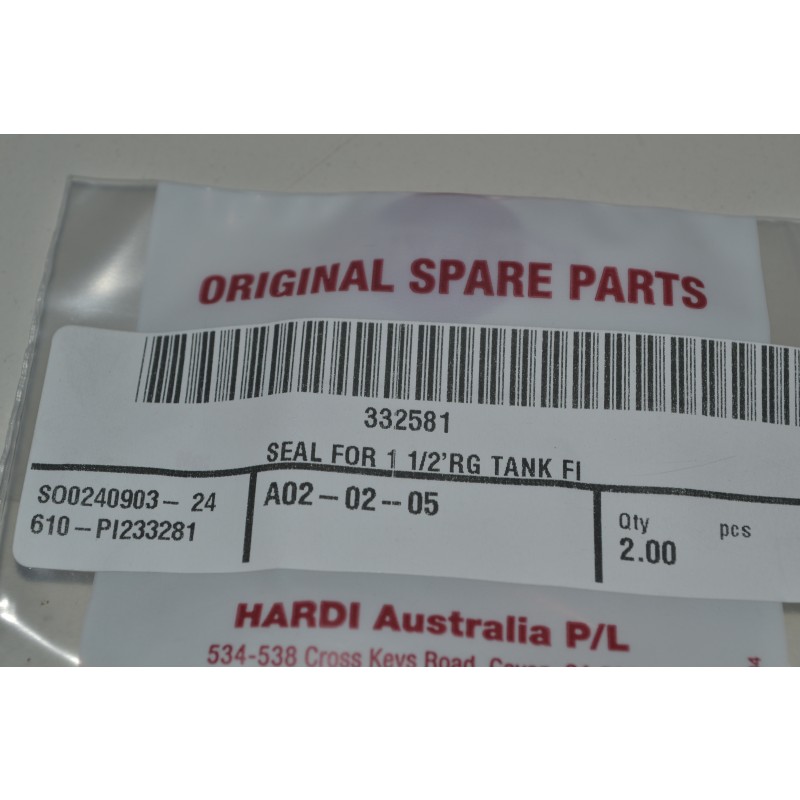 ORIGINAL SPARE PARTS
332581
SEAL FOR 1 1/2'RG TANK FI
SO0240903-24
610-PI233281
A02-02-05
Qty pcs
2.00
HARDI Australia P/L
534-538 Cross Keys Road, Cavan,